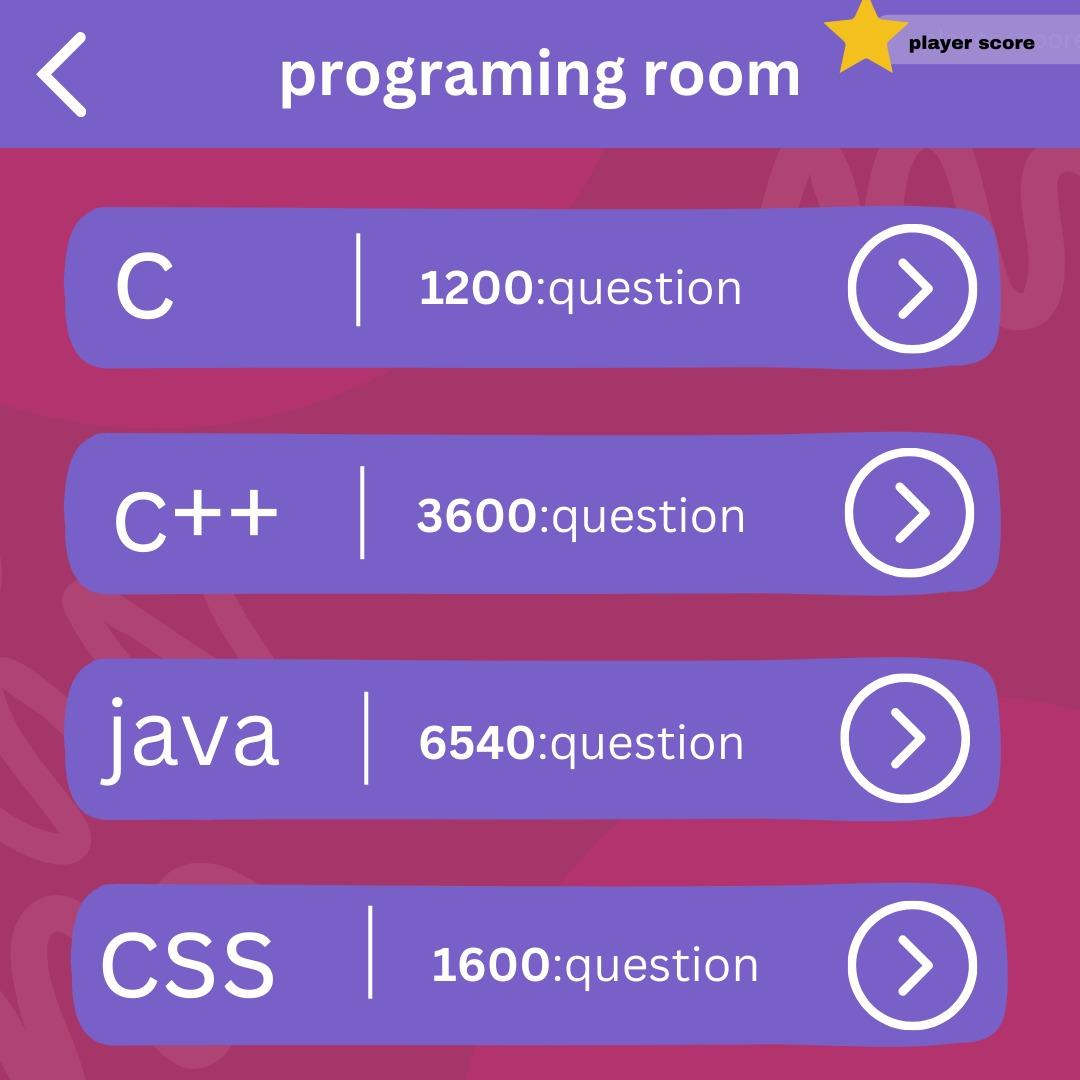 programing room
player score
C
1200:question
c++
3600:question
java
6540:question
CSS
1600:question